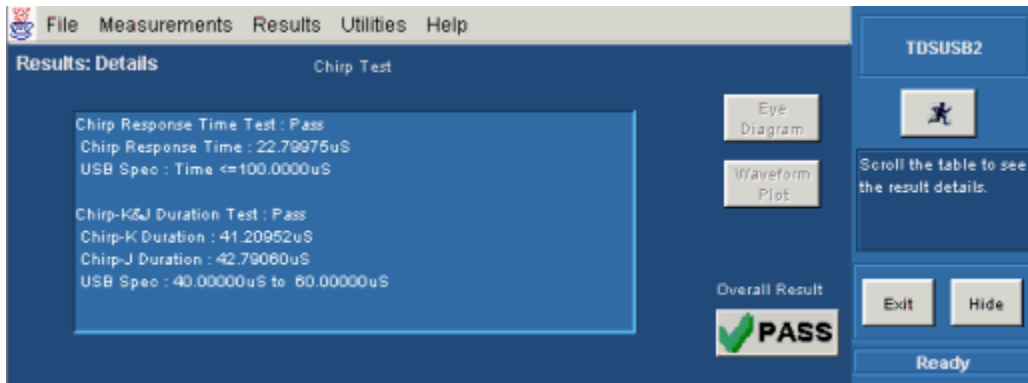 File Measurements Results Utilities Help
Results: Details Chirp Test
Chirp Response Time Test : Pass
Chirp Response Time : 22.79975uS
USB Spec : Time <=100.0000uS
Chirp-K&J Duration Test : Pass
Chirp-K Duration : 41.20952uS
Chirp-J Duration : 42.79060uS
USB Spec : 40.00000uS to 60.00000uS
Eye
Diagram
Waveform
Plot
Overall Result
PASS
TDSUSB2
Scroll the table to see
the result details.
Exit
Hide
Ready